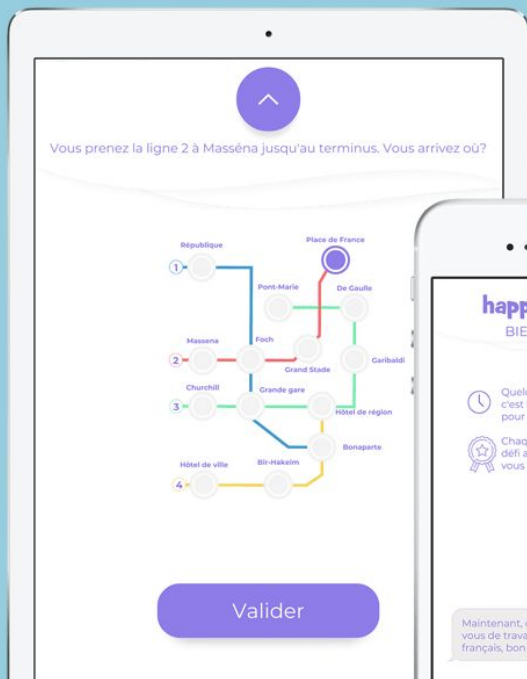 Vous prenez la ligne 2 à Masséna jusqu'au terminus. Vous arrivez où?
République
Place de France
1
Pont-Marie
De Gaulle
Massena
Foch
2
Grand Stade
Garibaldi
Churchill
Grande gare
3
Hôtel de région
Bonaparte
Hôtel de ville
Bir-Hakeim
4
Valider
happ
BIE
Quelq
c'est
pour
Chaq
défi a
vous
Maintenant,
vous de trava
français, bon